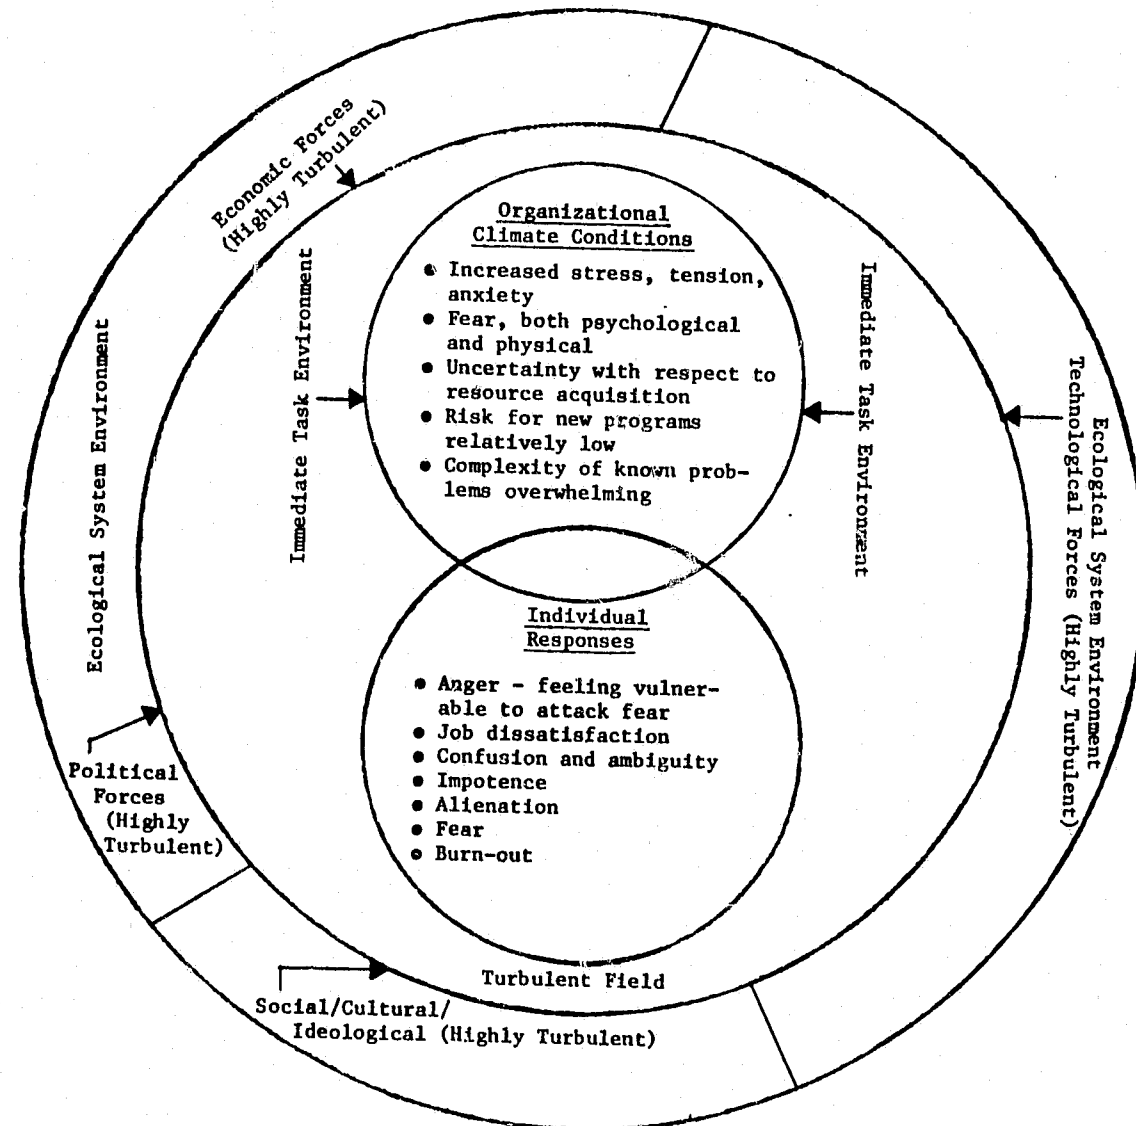 Economic Forces
(Highly Turbulent)
Organizational
Climate Conditions
● Increased stress, tension,
anxiety
● Fear, both psychological
and physical
● Uncertainty with respect to
resource acquisition
● Risk for new programs
relatively low
● Complexity of known prob-
lems overwhelming
Immediate Task Environment
Immediate Task Environment
Ecological System Environment
Ecological System Environment
Technological Forces (Highly Turbulent)
Individual
Responses
● Anger - feeling vulner-
able to attack fear
● Job dissatisfaction
● Confusion and ambiguity
● Impotence
● Alienation
● Fear
● Burn-out
Political
Forces
(Highly
Turbulent)
Turbulent Field
Social/Cultural/
Ideological (Highly Turbulent)